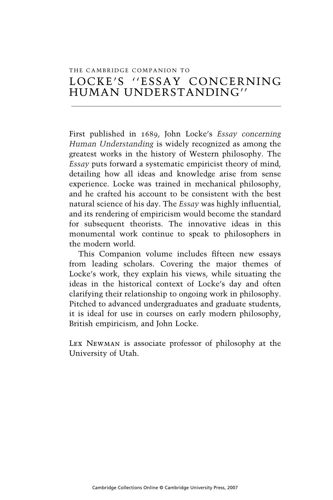 THE CAMBRIDGE COMPANION TO
LOCKE'S ''ESSAY CONCERNING
HUMAN UNDERSTANDING''
First published in 1689, John Locke's Essay concerning
Human Understanding is widely recognized as among the
greatest works in the history of Western philosophy. The
Essay puts forward a systematic empiricist theory of mind,
detailing how all ideas and knowledge arise from sense
experience. Locke was trained in mechanical philosophy,
and he crafted his account to be consistent with the best
natural science of his day. The Essay was highly influential,
and its rendering of empiricism would become the standard
for subsequent theorists. The innovative ideas in this
monumental work continue to speak to philosophers in
the modern world.
This Companion volume includes fifteen new essays
from leading scholars. Covering the major themes of
Locke's work, they explain his views, while situating the
ideas in the historical context of Locke's day and often
clarifying their relationship to ongoing work in philosophy.
Pitched to advanced undergraduates and graduate students,
it is ideal for use in courses on early modern philosophy,
British empiricism, and John Locke.
LEX NEWMAN is associate professor of philosophy at the
University of Utah.
Cambridge Collections Online © Cambridge University Press, 2007